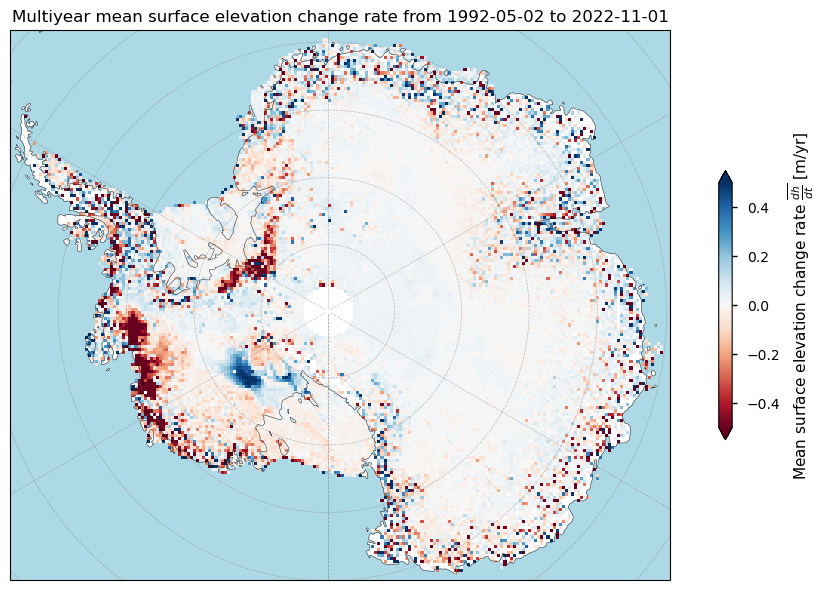 Multiyear mean surface elevation change rate from 1992-05-02 to 2022-11-01
0.4
0.2
0.0
−0.2
−0.4
Mean surface elevation change rate dh/dt [m/yr]